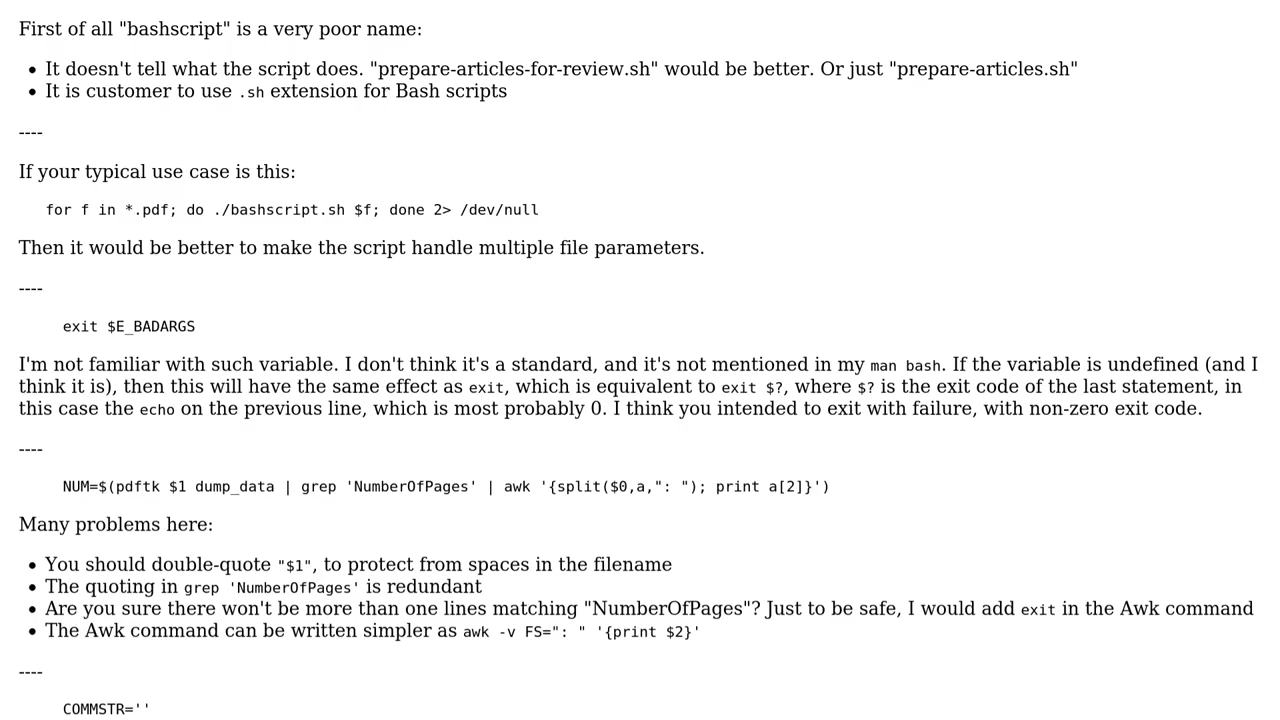 First of all "bashscript" is a very poor name:
• It doesn't tell what the script does. "prepare-articles-for-review.sh" would be better. Or just "prepare-articles.sh"
• It is customer to use .sh extension for Bash scripts
----
If your typical use case is this:
for f in *.pdf; do ./bashscript.sh $f; done 2> /dev/null
Then it would be better to make the script handle multiple file parameters.
----
exit $E_BADARGS
I'm not familiar with such variable. I don't think it's a standard, and it's not mentioned in my man bash. If the variable is undefined (and I
think it is), then this will have the same effect as exit, which is equivalent to exit $?, where $? is the exit code of the last statement, in
this case the echo on the previous line, which is most probably 0. I think you intended to exit with failure, with non-zero exit code.
----
NUM=$(pdftk $1 dump_data | grep 'NumberOfPages' | awk '{split($0,a,": "); print a[2]}')
Many problems here:
• You should double-quote "$1", to protect from spaces in the filename
• The quoting in grep 'NumberOfPages' is redundant
• Are you sure there won't be more than one lines matching "NumberOfPages"? Just to be safe, I would add exit in the Awk command
• The Awk command can be written simpler as awk -v FS=": " '{print $2}'
----
COMMSTR=''